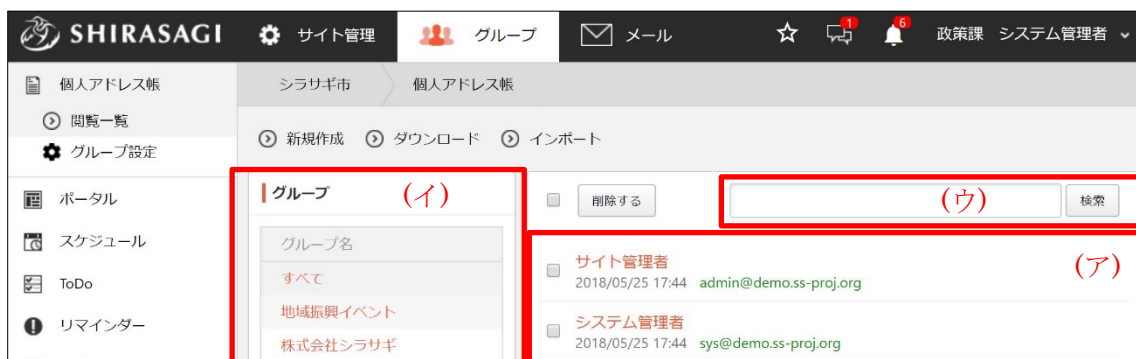 SHIRASAGI サイト管理 グループ メール 1 6 政策課 システム管理者
個人アドレス帳 シラサギ市 個人アドレス帳
閲覧一覧
新規作成 ダウンロード インポート
グループ設定
グループ (イ) 削除する (ウ) 検索
ポータル
スケジュール グループ名
サイト管理者 (ア)
ToDo すべて 2018/05/25 17:44 admin@demo.ss-proj.org
地域振興イベント
リマインダー システム管理者
株式会社シラサギ 2018/05/25 17:44 sys@demo.ss-proj.org